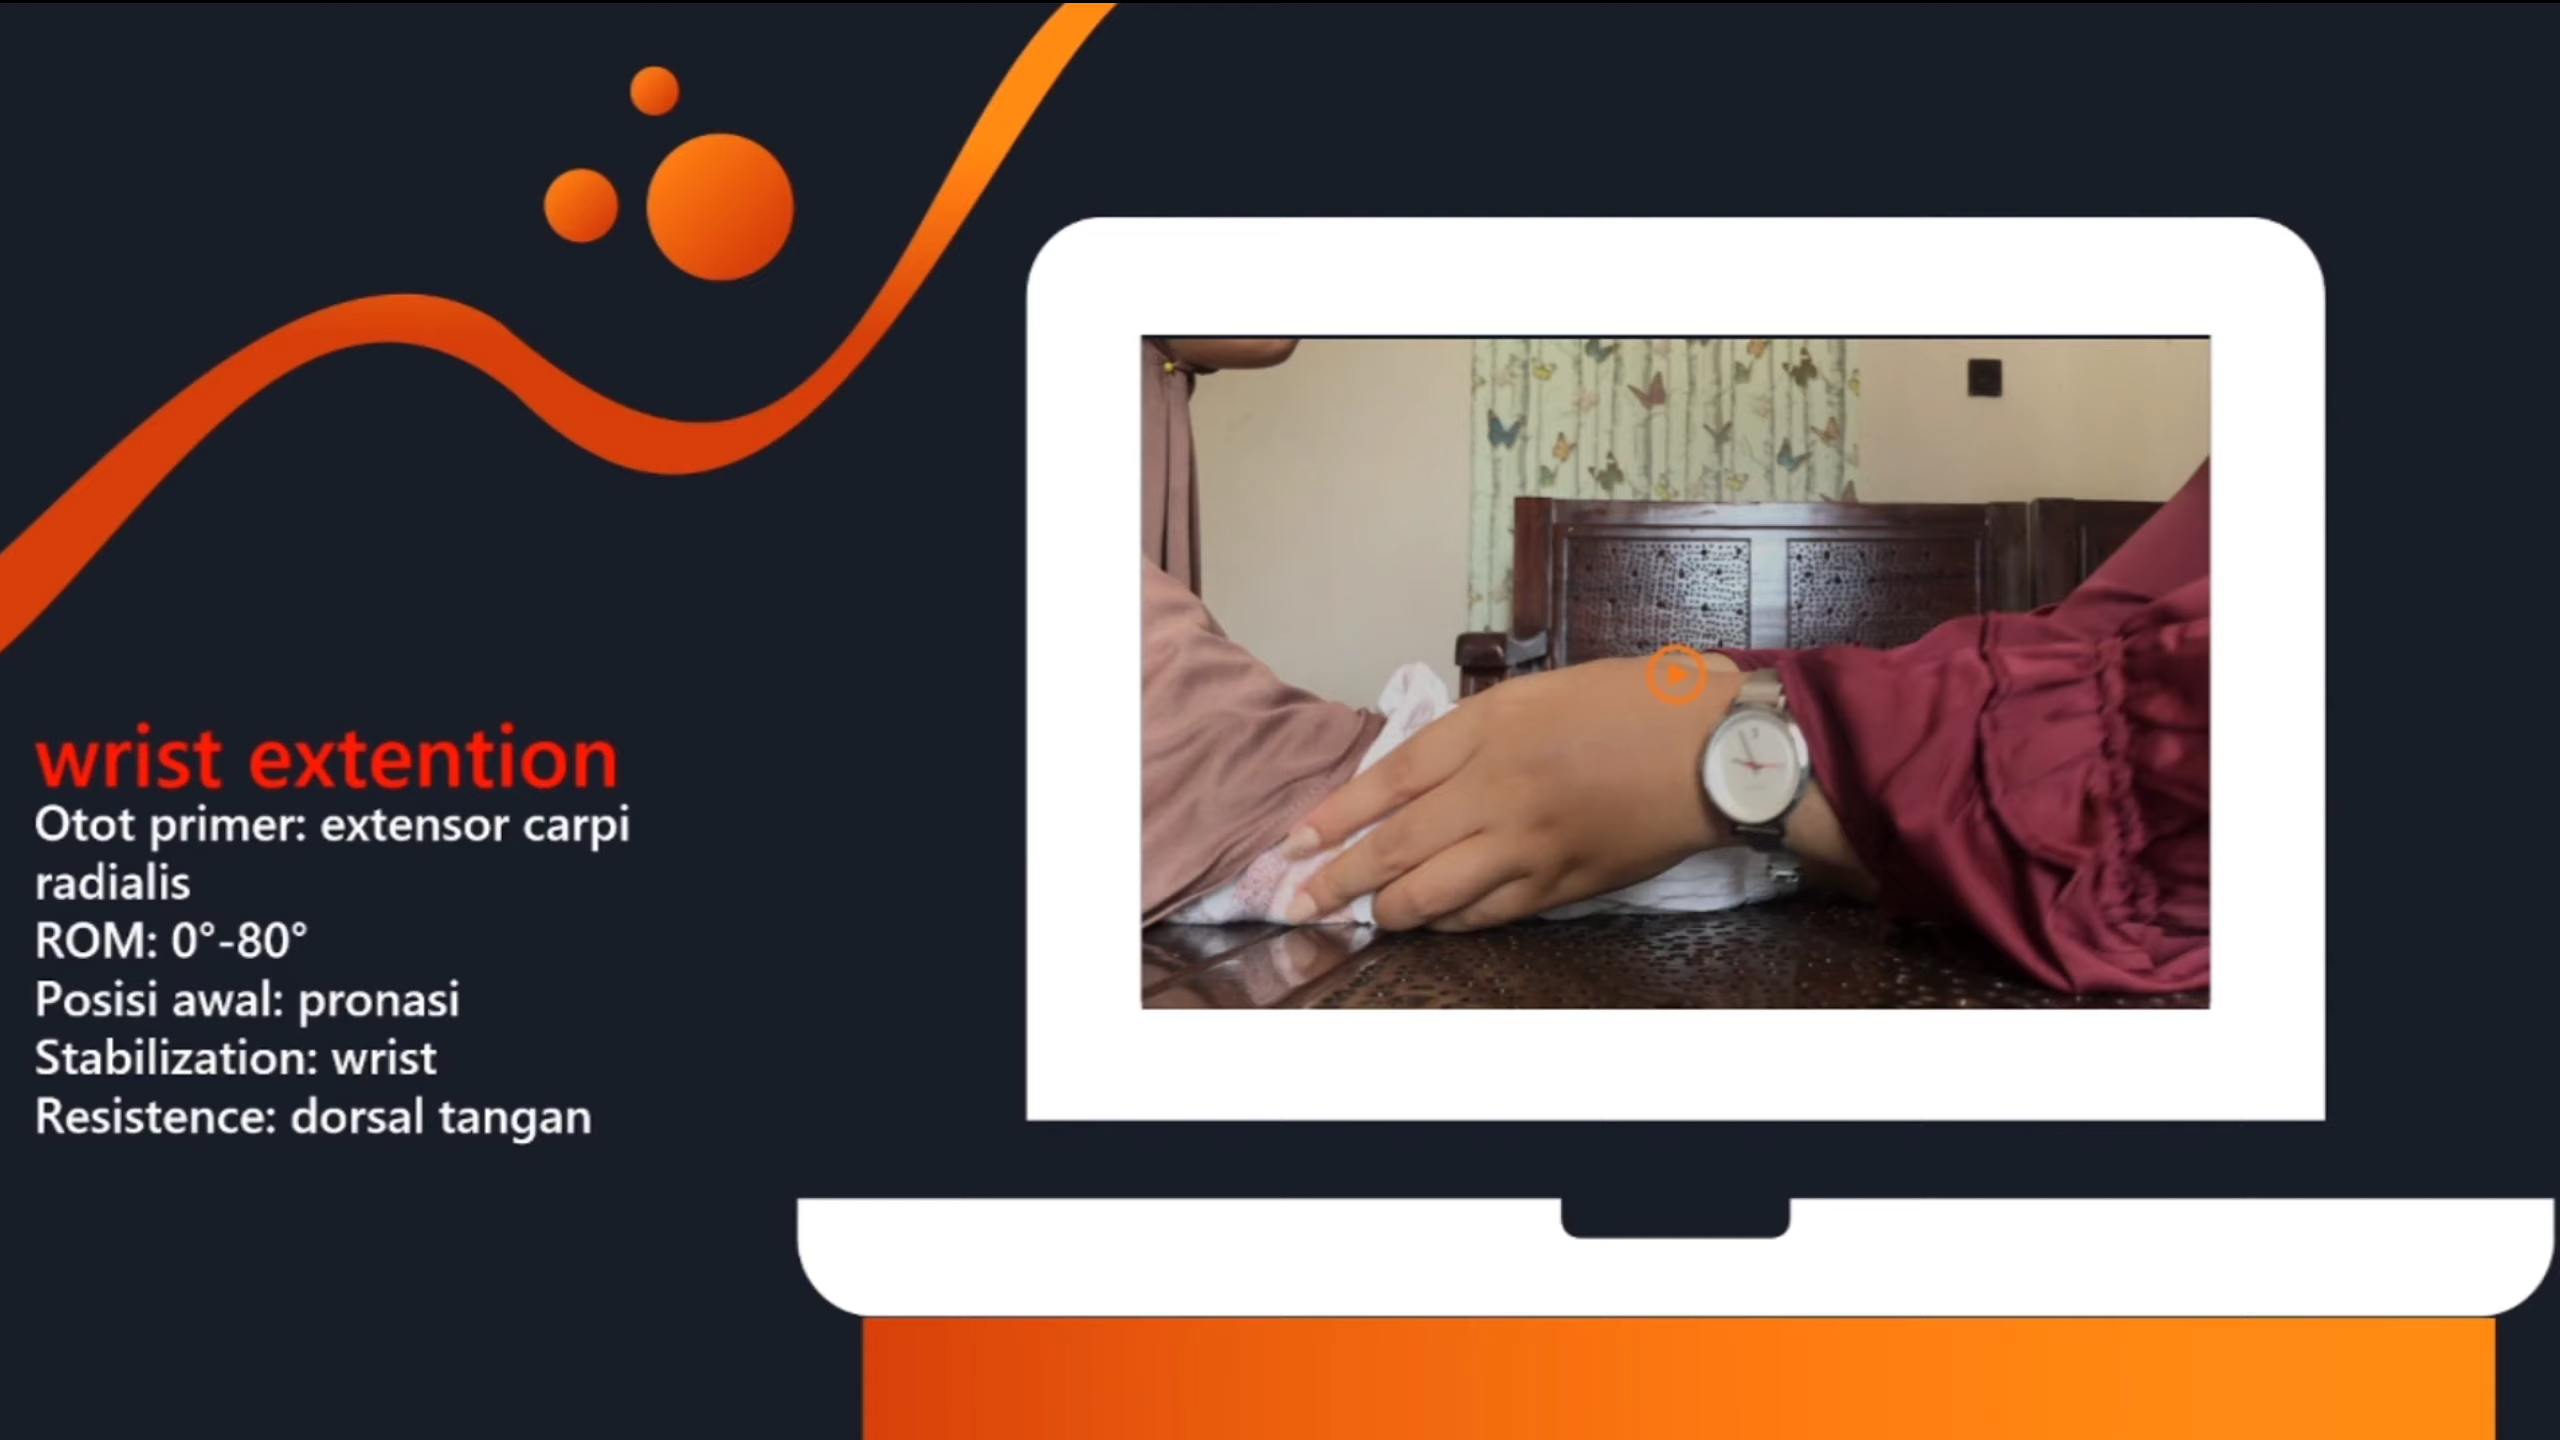 wrist extention
Otot primer: extensor carpi
radialis
ROM: 0°-80°
Posisi awal: pronasi
Stabilization: wrist
Resistence: dorsal tangan